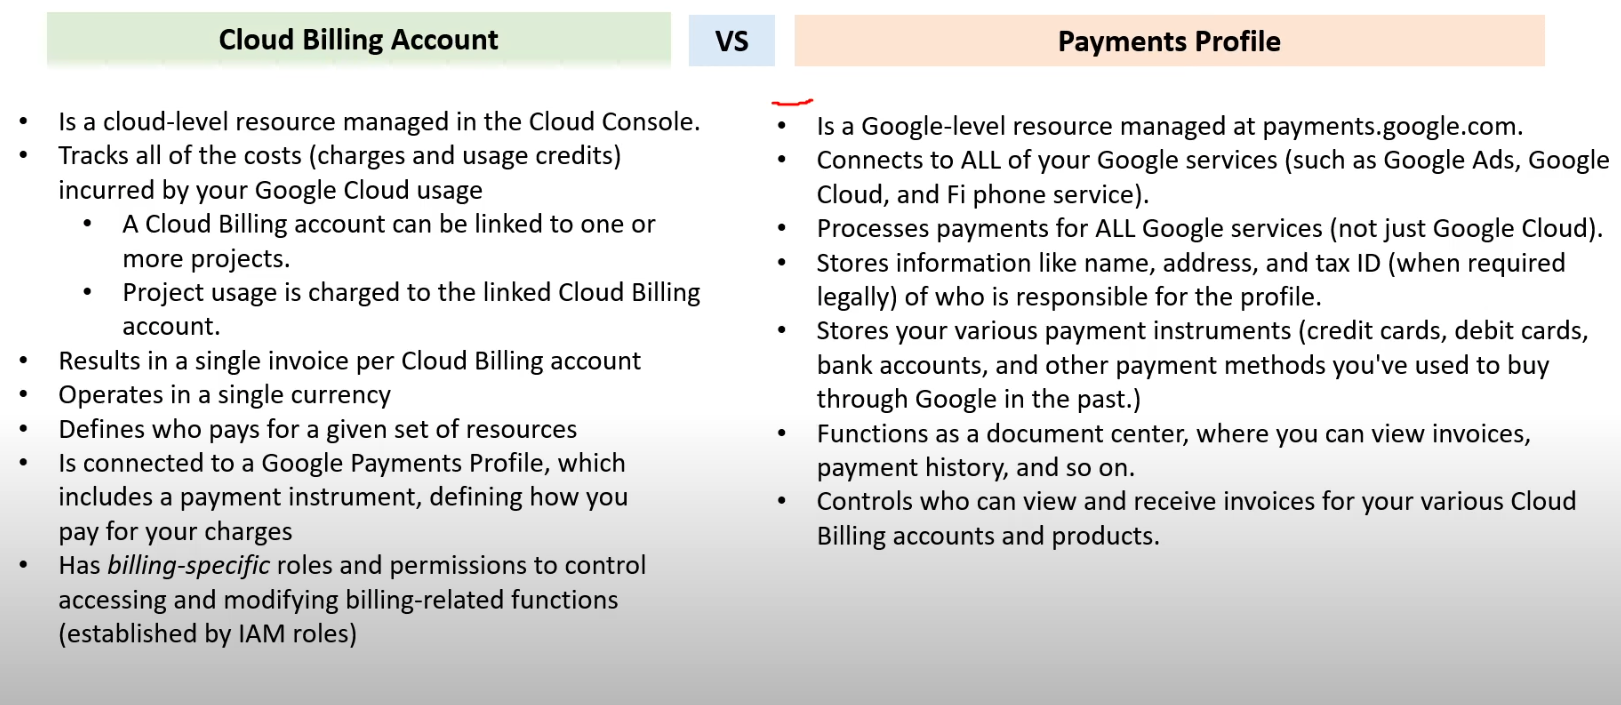 Cloud Billing Account
VS
Payments Profile
• Is a cloud-level resource managed in the Cloud Console.
• Tracks all of the costs (charges and usage credits)
incurred by your Google Cloud usage
• A Cloud Billing account can be linked to one or
more projects.
• Project usage is charged to the linked Cloud Billing
account.
• Results in a single invoice per Cloud Billing account
• Operates in a single currency
• Defines who pays for a given set of resources
• Is connected to a Google Payments Profile, which
includes a payment instrument, defining how you
pay for your charges
• Has billing-specific roles and permissions to control
accessing and modifying billing-related functions
(established by IAM roles)
• Is a Google-level resource managed at payments.google.com.
• Connects to ALL of your Google services (such as Google Ads, Google
Cloud, and Fi phone service).
• Processes payments for ALL Google services (not just Google Cloud).
• Stores information like name, address, and tax ID (when required
legally) of who is responsible for the profile.
• Stores your various payment instruments (credit cards, debit cards,
bank accounts, and other payment methods you've used to buy
through Google in the past.)
• Functions as a document center, where you can view invoices,
payment history, and so on.
• Controls who can view and receive invoices for your various Cloud
Billing accounts and products.